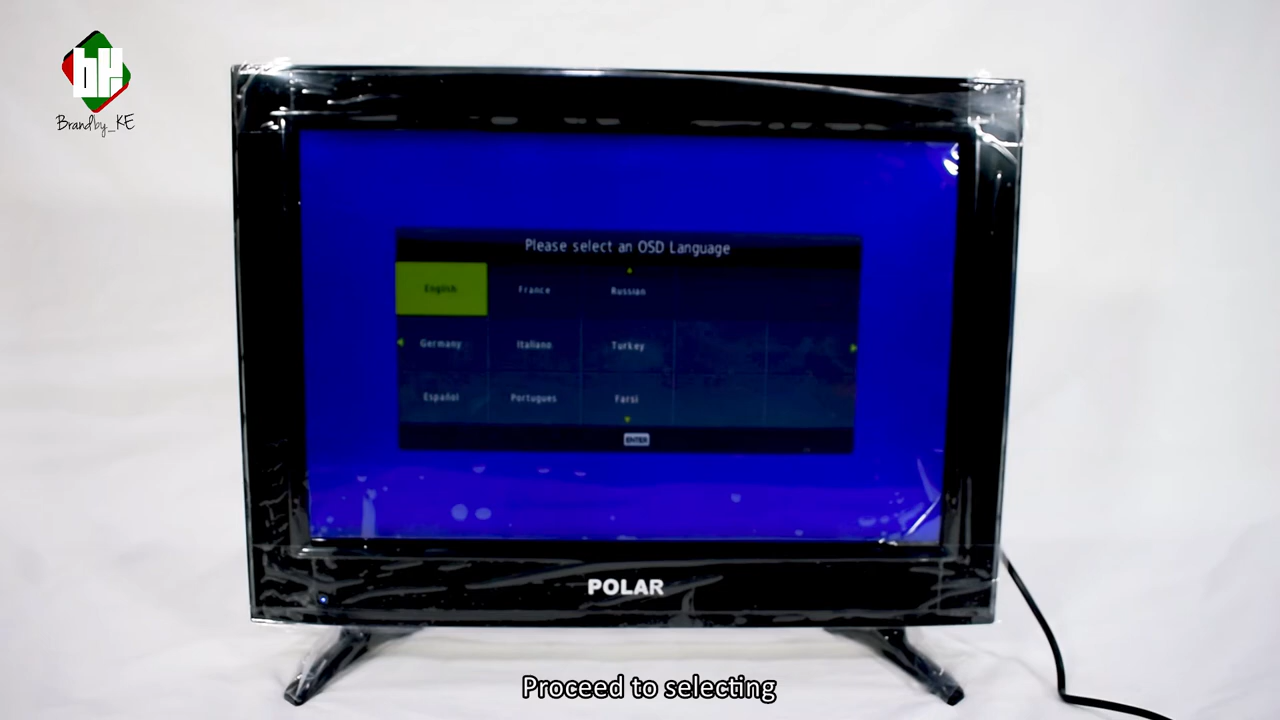 bk
Brandby_KE
Please select an OSD Language
English France Russian
Germany Italiano Turkey
Español Portugues Farsi
ENTER
POLAR
Proceed to selecting